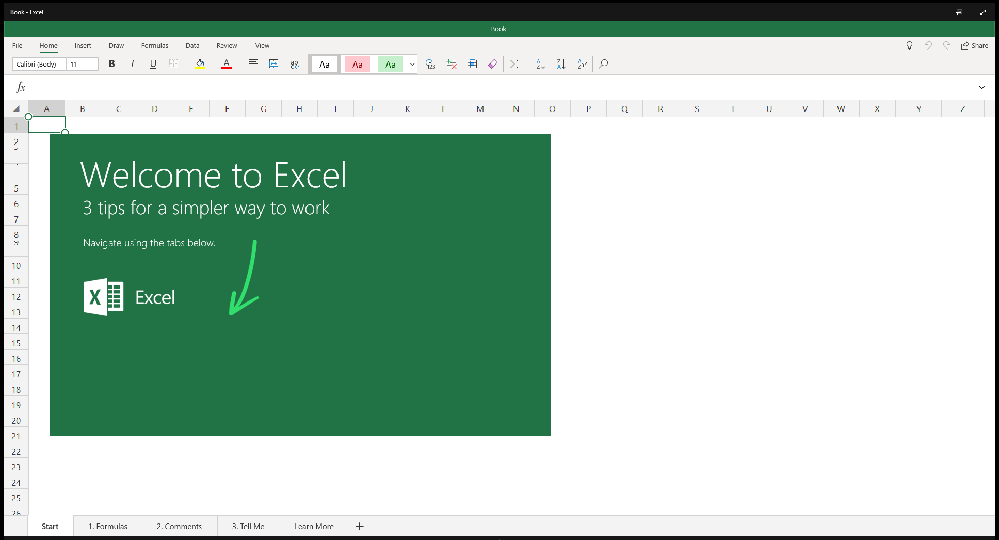 Book - Excel
Book
File Home Insert Draw Formulas Data Review View Share
Calibri (Body) 11 B I U A ab c Aa Aa Aa 123 A Z Z A A Z
fx
A B C D E F G H I J K L M N O P Q R S T U V W X Y Z
1
2
5
6
7
8
9
10
11
12
13
14
15
16
17
18
19
20
21
22
23
24
25
26
Welcome to Excel
3 tips for a simpler way to work
Navigate using the tabs below.
X Excel
Start 1. Formulas 2. Comments 3. Tell Me Learn More +